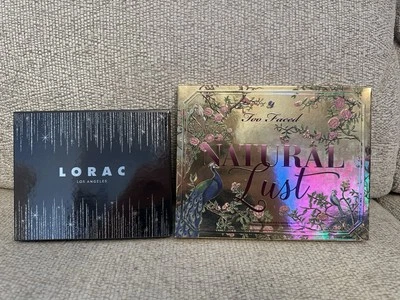 LORAC
LOS ANGELES
Too Faced
NATURAL
Lust